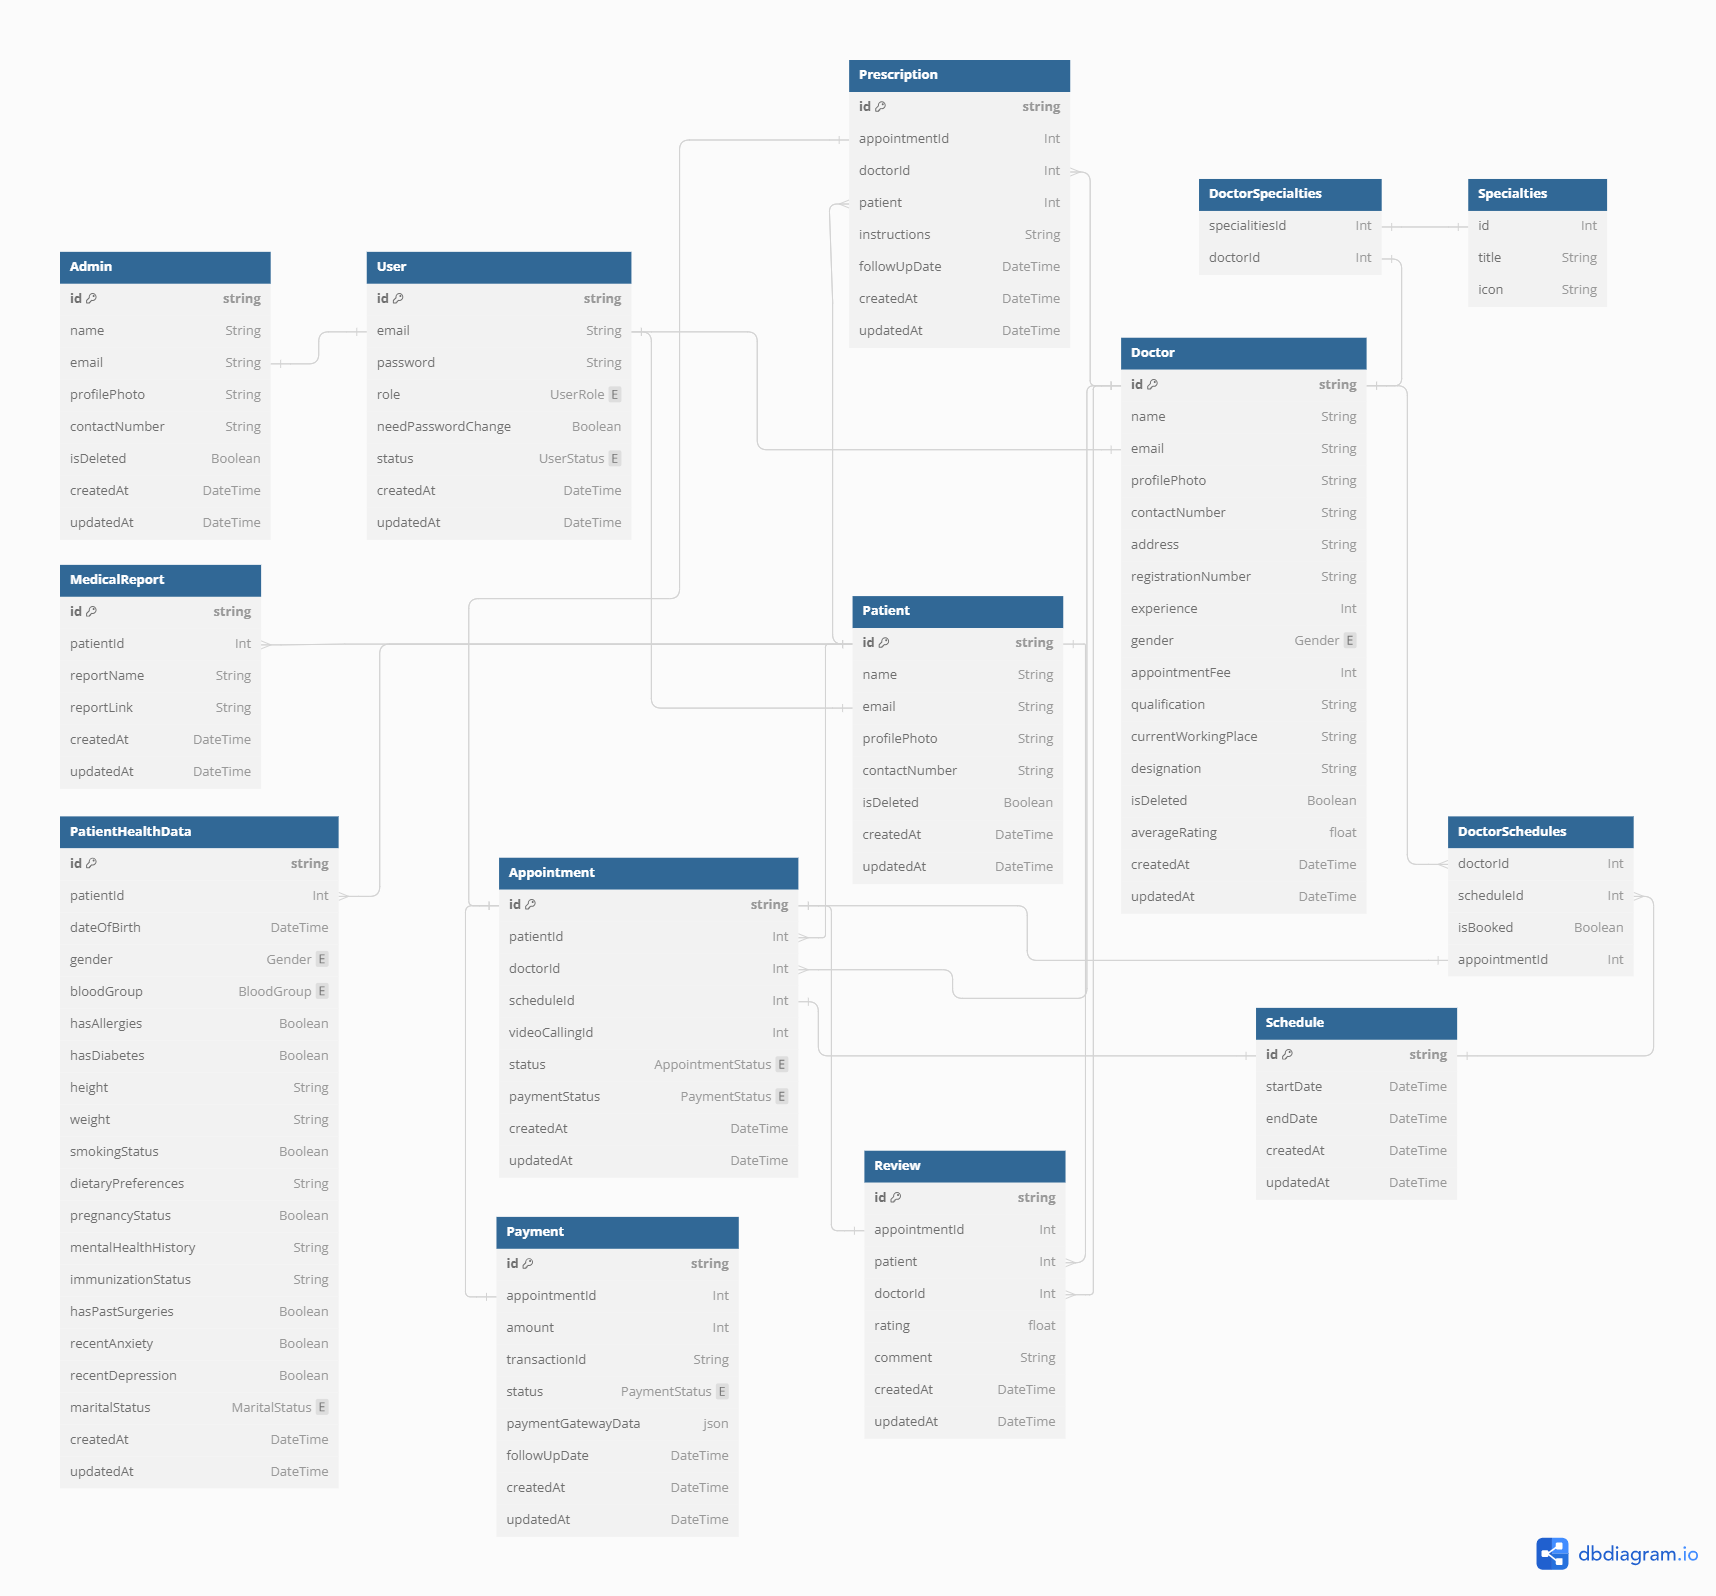 Prescription
id string
appointmentId Int
doctorId Int
patient Int
instructions String
followUpDate DateTime
createdAt DateTime
updatedAt DateTime
DoctorSpecialties
specialitiesId Int
doctorId Int
Specialties
id Int
title String
icon String
Admin
id string
name String
email String
profilePhoto String
contactNumber String
isDeleted Boolean
createdAt DateTime
updatedAt DateTime
User
id string
email String
password String
role UserRole E
needPasswordChange Boolean
status UserStatus E
createdAt DateTime
updatedAt DateTime
Doctor
id string
name String
email String
profilePhoto String
contactNumber String
address String
registrationNumber String
experience Int
gender Gender E
appointmentFee Int
qualification String
currentWorkingPlace String
designation String
isDeleted Boolean
averageRating float
createdAt DateTime
updatedAt DateTime
MedicalReport
id string
patientId Int
reportName String
reportLink String
createdAt DateTime
updatedAt DateTime
Patient
id string
name String
email String
profilePhoto String
contactNumber String
isDeleted Boolean
createdAt DateTime
updatedAt DateTime
PatientHealthData
id string
patientId Int
dateOfBirth DateTime
gender Gender E
bloodGroup BloodGroup E
hasAllergies Boolean
hasDiabetes Boolean
height String
weight String
smokingStatus Boolean
dietaryPreferences String
pregnancyStatus Boolean
mentalHealthHistory String
immunizationStatus String
hasPastSurgeries Boolean
recentAnxiety Boolean
recentDepression Boolean
maritalStatus MaritalStatus E
createdAt DateTime
updatedAt DateTime
Appointment
id string
patientId Int
doctorId Int
scheduleId Int
videoCallingId Int
status AppointmentStatus E
paymentStatus PaymentStatus E
createdAt DateTime
updatedAt DateTime
DoctorSchedules
doctorId Int
scheduleId Int
isBooked Boolean
appointmentId Int
Schedule
id string
startDate DateTime
endDate DateTime
createdAt DateTime
updatedAt DateTime
Review
id string
appointmentId Int
patient Int
doctorId Int
rating float
comment String
createdAt DateTime
updatedAt DateTime
Payment
id string
appointmentId Int
amount Int
transactionId String
status PaymentStatus E
paymentGatewayData json
followUpDate DateTime
createdAt DateTime
updatedAt DateTime
dbdiagram.io